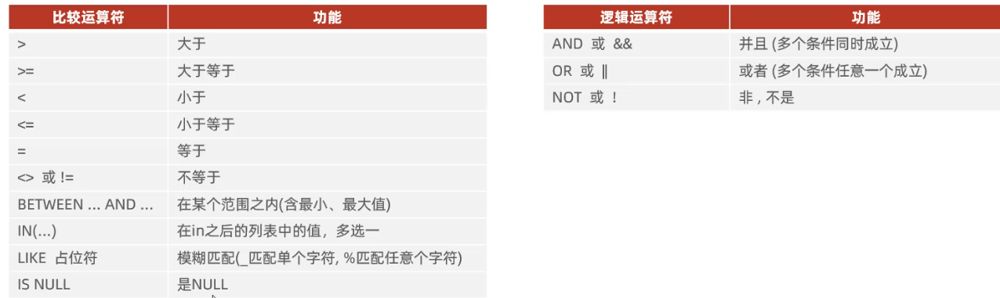 比较运算符 功能
> 大于
>= 大于等于
< 小于
<= 小于等于
= 等于
<> 或 != 不等于
BETWEEN ... AND ... 在某个范围之内(含最小、最大值)
IN(...) 在in之后的列表中的值，多选一
LIKE 占位符 模糊匹配(_匹配单个字符, %匹配任意个字符)
IS NULL 是NULL
逻辑运算符 功能
AND 或 && 并且 (多个条件同时成立)
OR 或 || 或者 (多个条件任意一个成立)
NOT 或 ! 非 , 不是